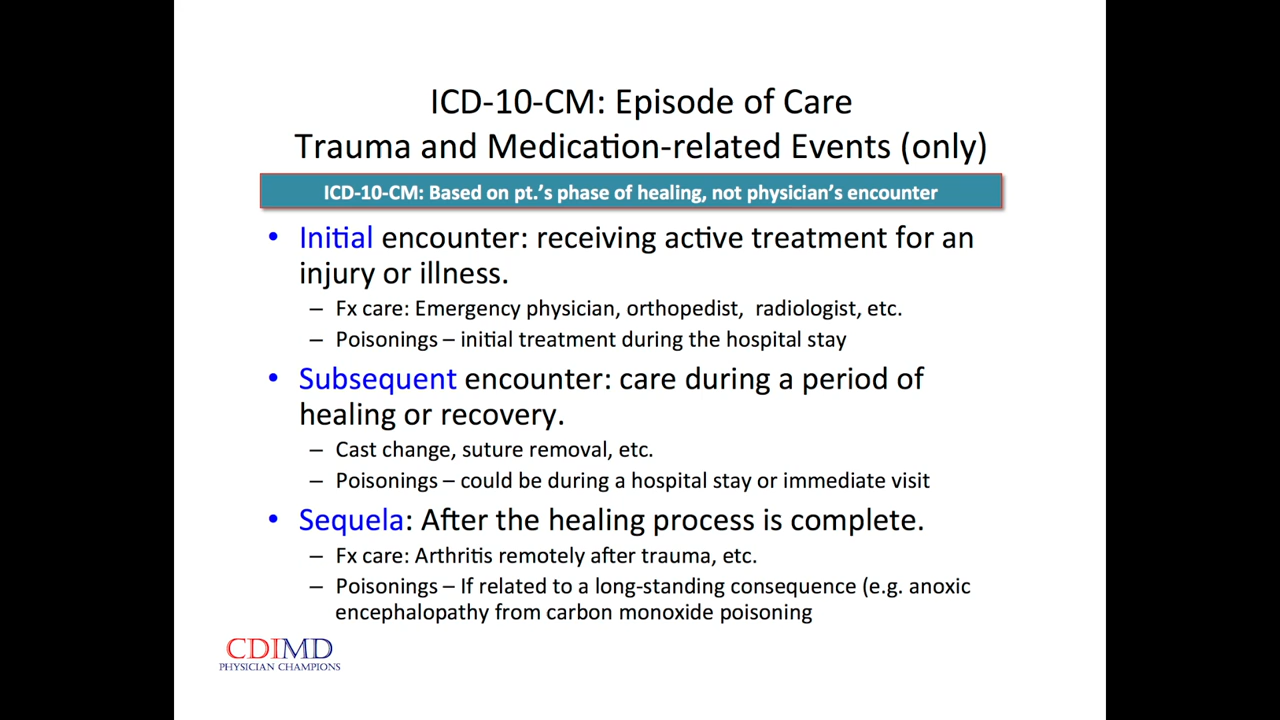 ICD-10-CM: Episode of Care
Trauma and Medication-related Events (only)
ICD-10-CM: Based on pt.’s phase of healing, not physician’s encounter
• Initial encounter: receiving active treatment for an
injury or illness.
– Fx care: Emergency physician, orthopedist,  radiologist, etc.
– Poisonings – initial treatment during the hospital stay
• Subsequent encounter: care during a period of
healing or recovery.
– Cast change, suture removal, etc.
– Poisonings – could be during a hospital stay or immediate visit
• Sequela: After the healing process is complete.
– Fx care: Arthritis remotely after trauma, etc.
– Poisonings – If related to a long-standing consequence (e.g. anoxic
encephalopathy from carbon monoxide poisoning
CDIMD
PHYSICIAN CHAMPIONS